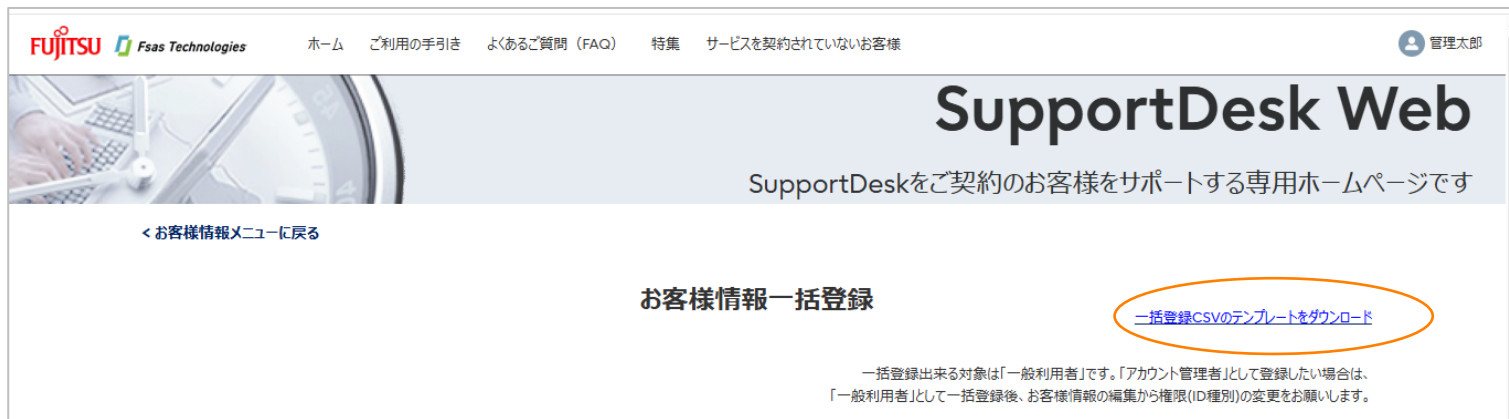 FUJITSU Fsas Technologies ホーム ご利用の手引き よくあるご質問（FAQ） 特集 サービスを契約されていないお客様 管理太郎
SupportDesk Web
SupportDeskをご契約のお客様をサポートする専用ホームページです
< お客様情報メニューに戻る
お客様情報一括登録
一括登録CSVのテンプレートをダウンロード
一括登録出来る対象は「一般利用者」です。「アカウント管理者」として登録したい場合は、
「一般利用者」として一括登録後、お客様情報の編集から権限(ID種別)の変更をお願いします。